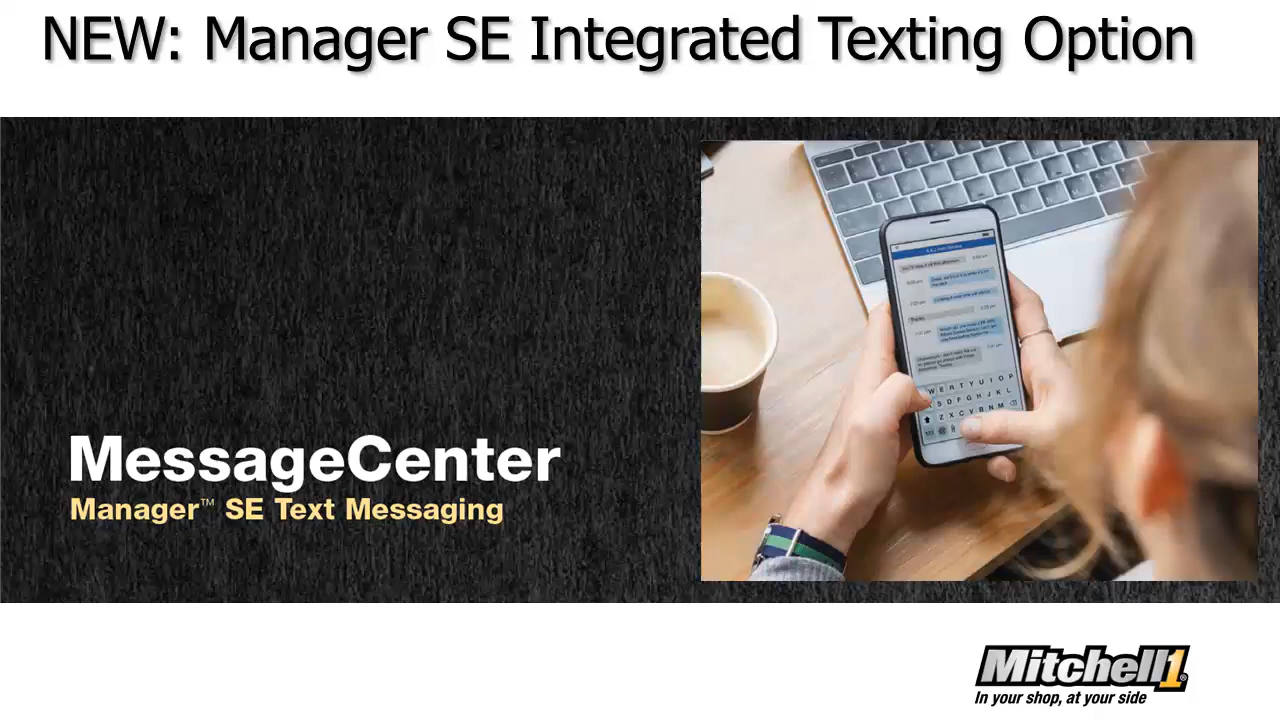 NEW: Manager SE Integrated Texting Option
MessageCenter
Manager™ SE Text Messaging
W E R T Y U I O P
S D F G H J K L
Z X C V B N M
Mitchell1®
In your shop, at your side